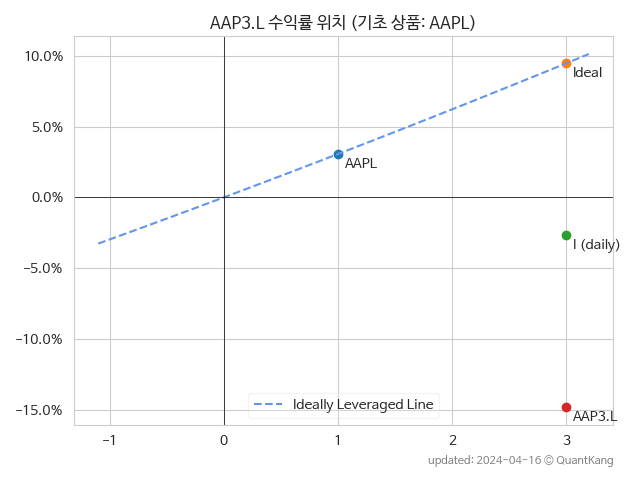 AAP3.L 수익률 위치 (기초 상품: AAPL)
10.0%
Ideal
5.0%
AAPL
0.0%
I (daily)
−5.0%
−10.0%
−15.0%
Ideally Leveraged Line
AAP3.L
−1 0 1 2 3
updated: 2024-04-16 © QuantKang